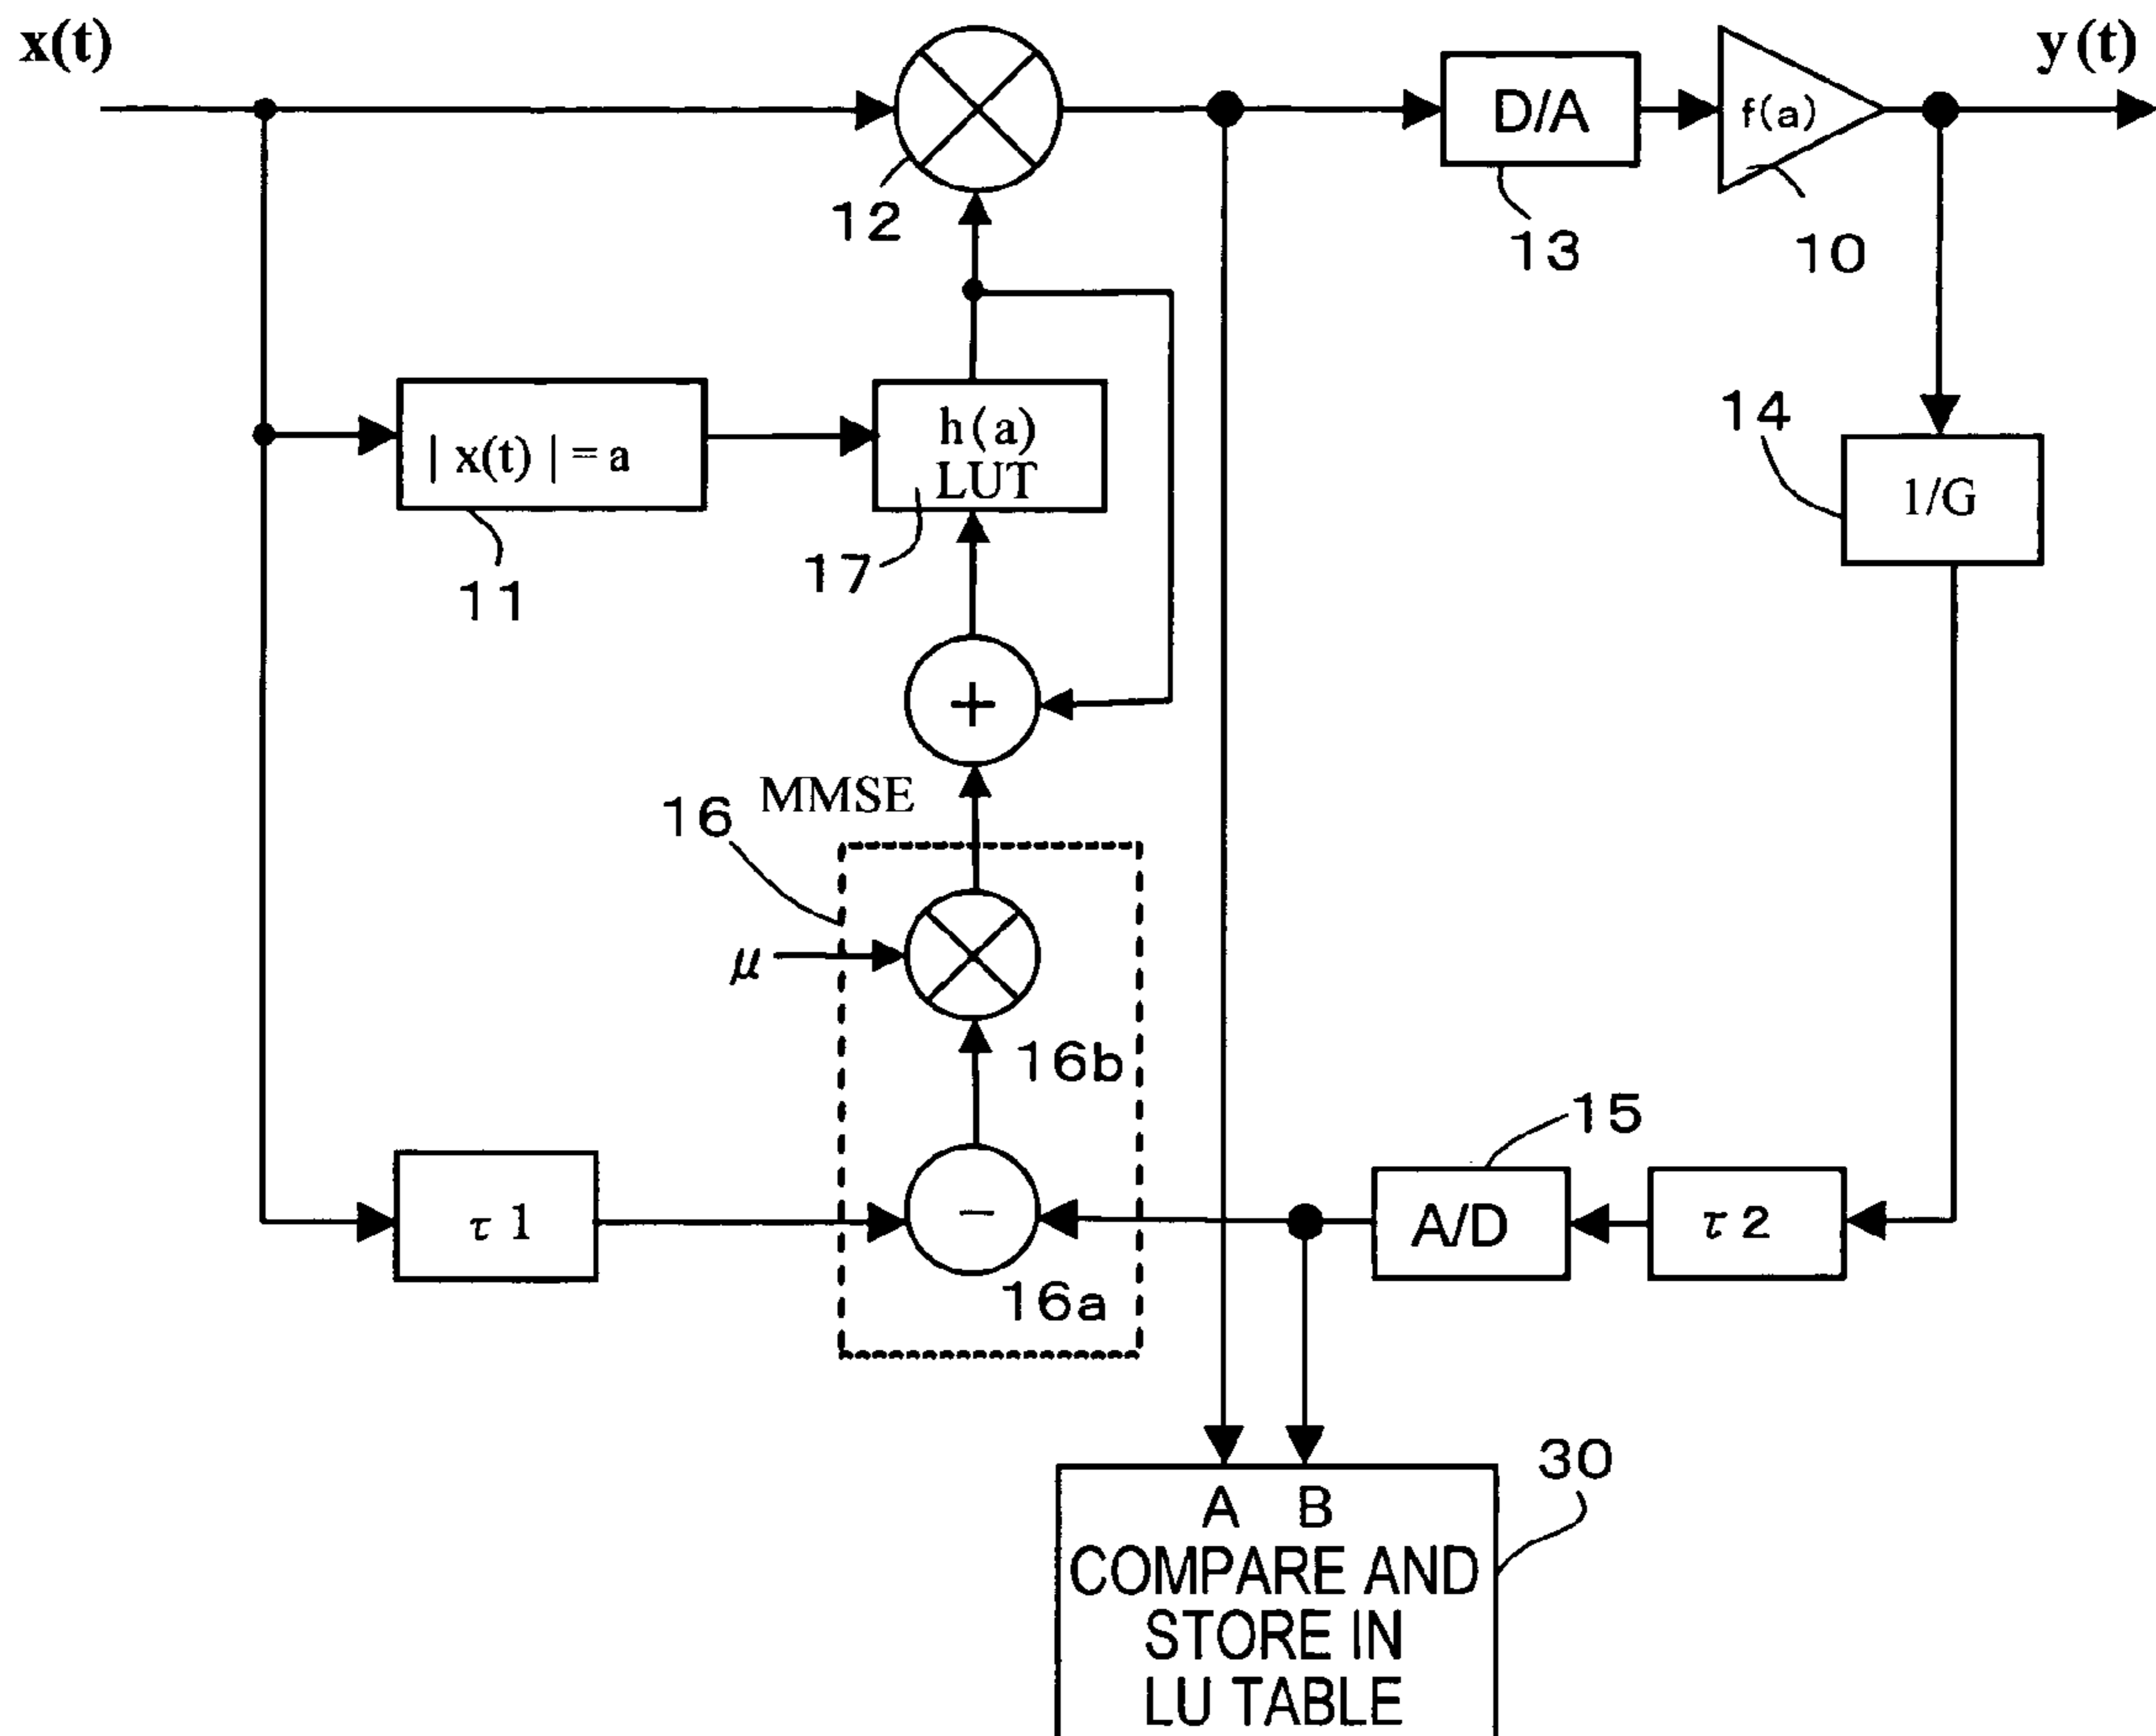 x(t)
y(t)
D/A
f(a)
12
13
10
| x(t) | = a
h(a)
LUT
14
1/G
17
11
+
MMSE
16
μ
16b
15
τ 1
−
A/D
τ 2
16a
30
A B
COMPARE AND
STORE IN
LU TABLE